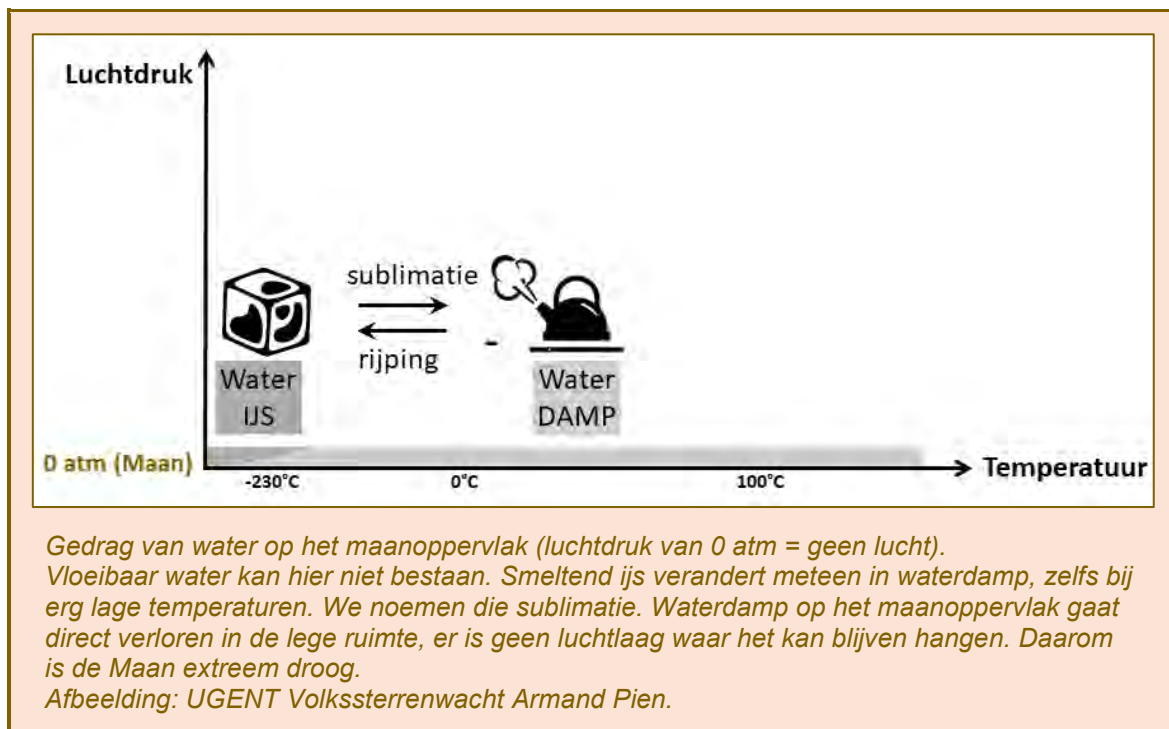 Luchtdruk
sublimatie
rijping
-
Water
IJS
Water
DAMP
0 atm (Maan)
Temperatuur
-230°C
0°C
100°C
Gedrag van water op het maanoppervlak (luchtdruk van 0 atm = geen lucht).
Vloeibaar water kan hier niet bestaan. Smeltend ijs verandert meteen in waterdamp, zelfs bij
erg lage temperaturen. We noemen die sublimatie. Waterdamp op het maanoppervlak gaat
direct verloren in de lege ruimte, er is geen luchtlaag waar het kan blijven hangen. Daarom
is de Maan extreem droog.
Afbeelding: UGENT Volkssterrenwacht Armand Pien.